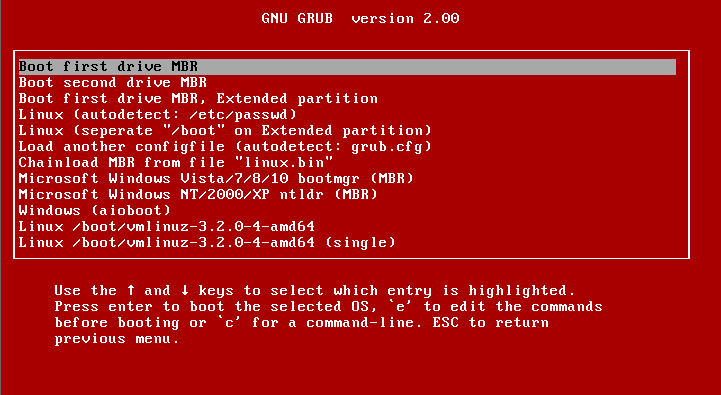 GNU GRUB version 2.00
Boot first drive MBR
Boot second drive MBR
Boot first drive MBR, Extended partition
Linux (autodetect: /etc/passwd)
Linux (seperate "/boot" on Extended partition)
Load another configfile (autodetect: grub.cfg)
Chainload MBR from file "linux.bin"
Microsoft Windows Vista/7/8/10 bootmgr (MBR)
Microsoft Windows NT/2000/XP ntldr (MBR)
Windows (aioboot)
Linux /boot/vmlinuz-3.2.0-4-amd64
Linux /boot/vmlinuz-3.2.0-4-amd64 (single)
Use the ↑ and ↓ keys to select which entry is highlighted.
Press enter to boot the selected OS, `e' to edit the commands
before booting or `c' for a command-line. ESC to return
previous menu.